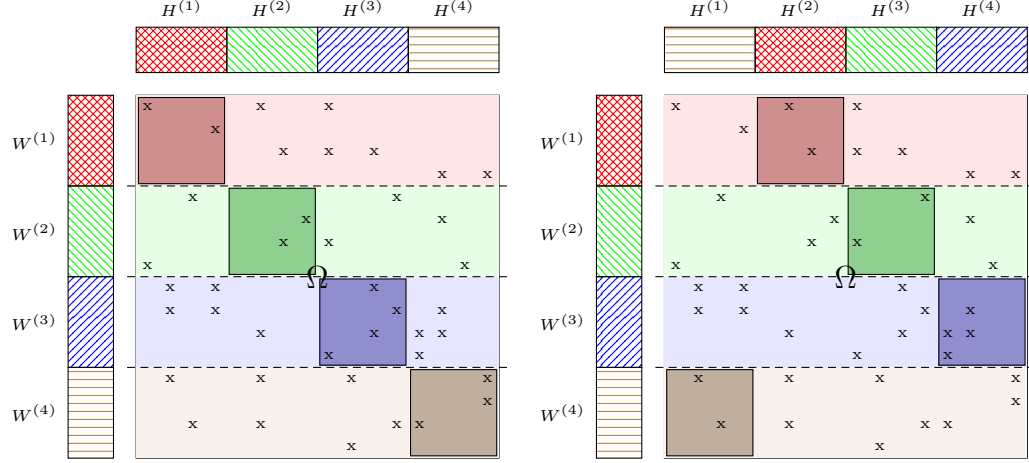 H(1) H(2) H(3) H(4) H(1) H(2) H(3) H(4)
x x x x x x
x x
W(1) W(1)
x x x x x x
x x x x
x x x x
x x x x
W(2) W(2)
x x x x
x x x x
Ω Ω
x x x x x x
x x x x x x x x
W(3) W(3)
x x x x x x x x
x x x x
x x x x x x x x
x x
W(4) W(4)
x x x x x x x x
x x